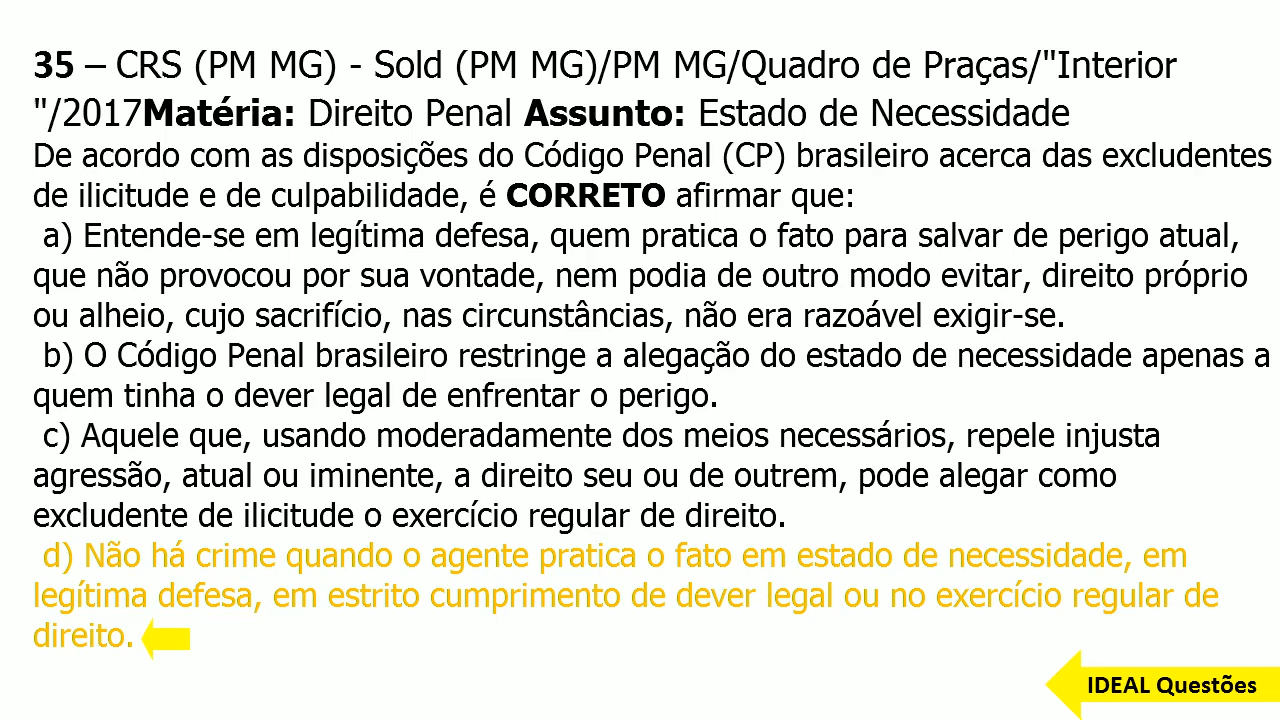 35 – CRS (PM MG) - Sold (PM MG)/PM MG/Quadro de Praças/"Interior
"/2017Matéria: Direito Penal Assunto: Estado de Necessidade
De acordo com as disposições do Código Penal (CP) brasileiro acerca das excludentes
de ilicitude e de culpabilidade, é CORRETO afirmar que:
a) Entende-se em legítima defesa, quem pratica o fato para salvar de perigo atual,
que não provocou por sua vontade, nem podia de outro modo evitar, direito próprio
ou alheio, cujo sacrifício, nas circunstâncias, não era razoável exigir-se.
b) O Código Penal brasileiro restringe a alegação do estado de necessidade apenas a
quem tinha o dever legal de enfrentar o perigo.
c) Aquele que, usando moderadamente dos meios necessários, repele injusta
agressão, atual ou iminente, a direito seu ou de outrem, pode alegar como
excludente de ilicitude o exercício regular de direito.
d) Não há crime quando o agente pratica o fato em estado de necessidade, em
legítima defesa, em estrito cumprimento de dever legal ou no exercício regular de
direito.
IDEAL Questões